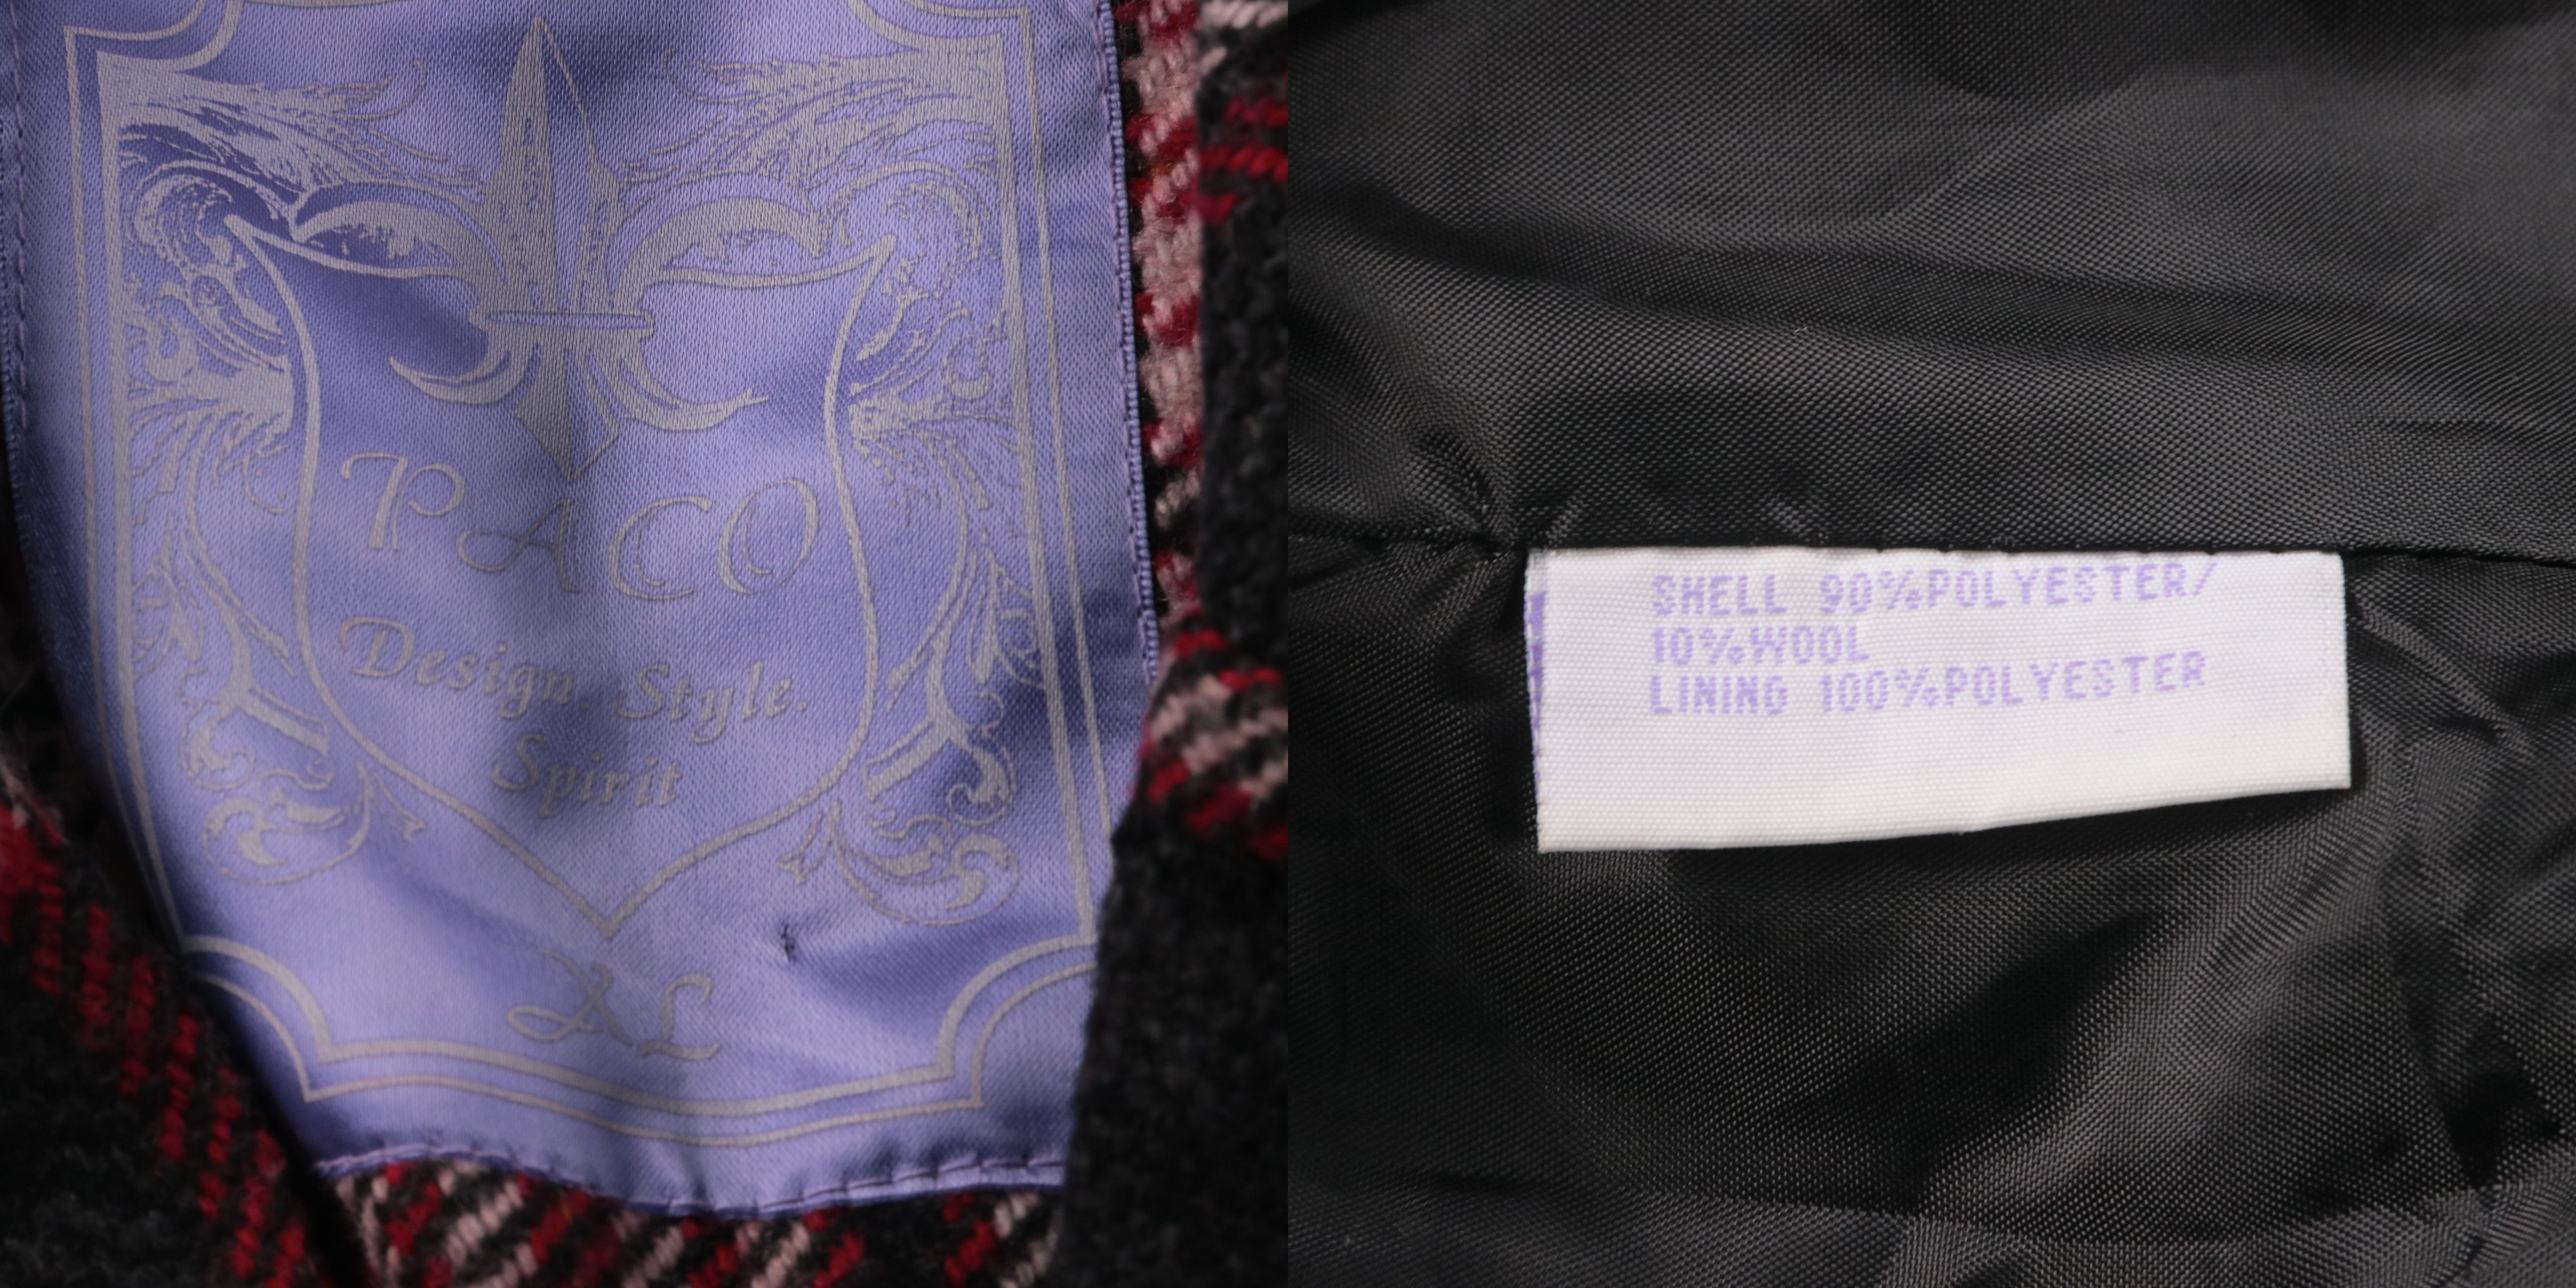 PACO
Design. Style.
Spirit
XL
SHELL 90%POLYESTER/
10%WOOL
LINING 100%POLYESTER